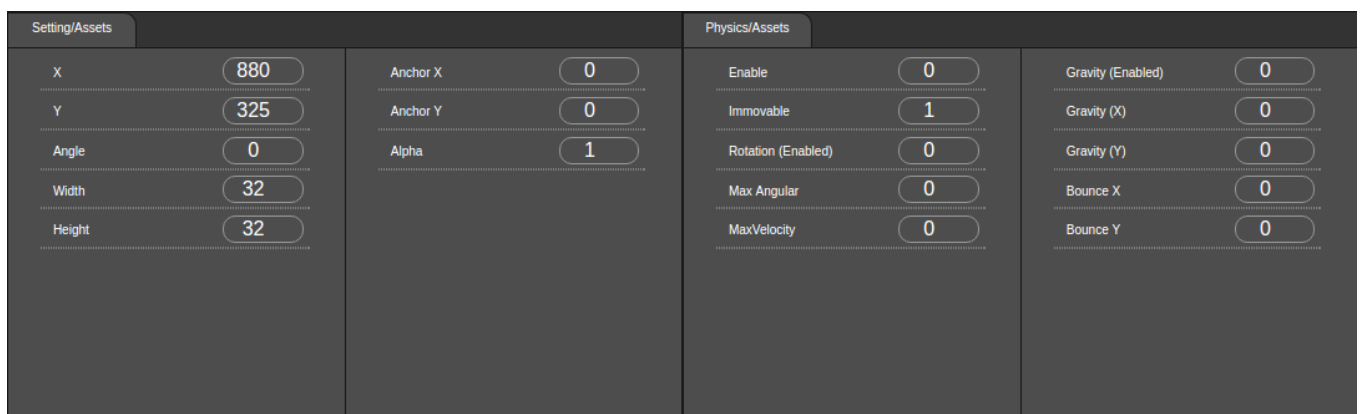 Setting/Assets
X 880
Y 325
Angle 0
Width 32
Height 32
Anchor X 0
Anchor Y 0
Alpha 1
Physics/Assets
Enable 0
Immovable 1
Rotation (Enabled) 0
Max Angular 0
MaxVelocity 0
Gravity (Enabled) 0
Gravity (X) 0
Gravity (Y) 0
Bounce X 0
Bounce Y 0